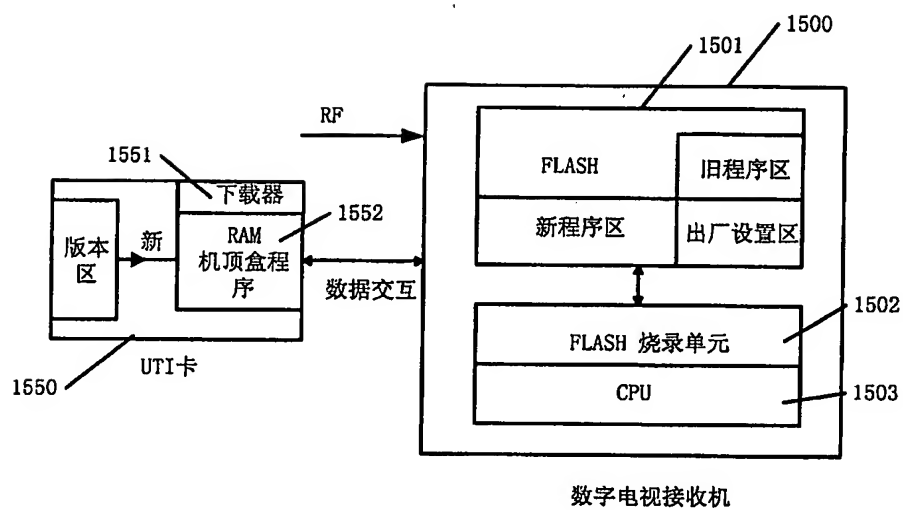 1500
1501
RF
1551
下载器
1552
FLASH
旧程序区
版本
区
新
RAM
机顶盒程
序
新程序区
出厂设置区
数据交互
1502
FLASH 烧录单元
1550
UTI卡
CPU
1503
数字电视接收机